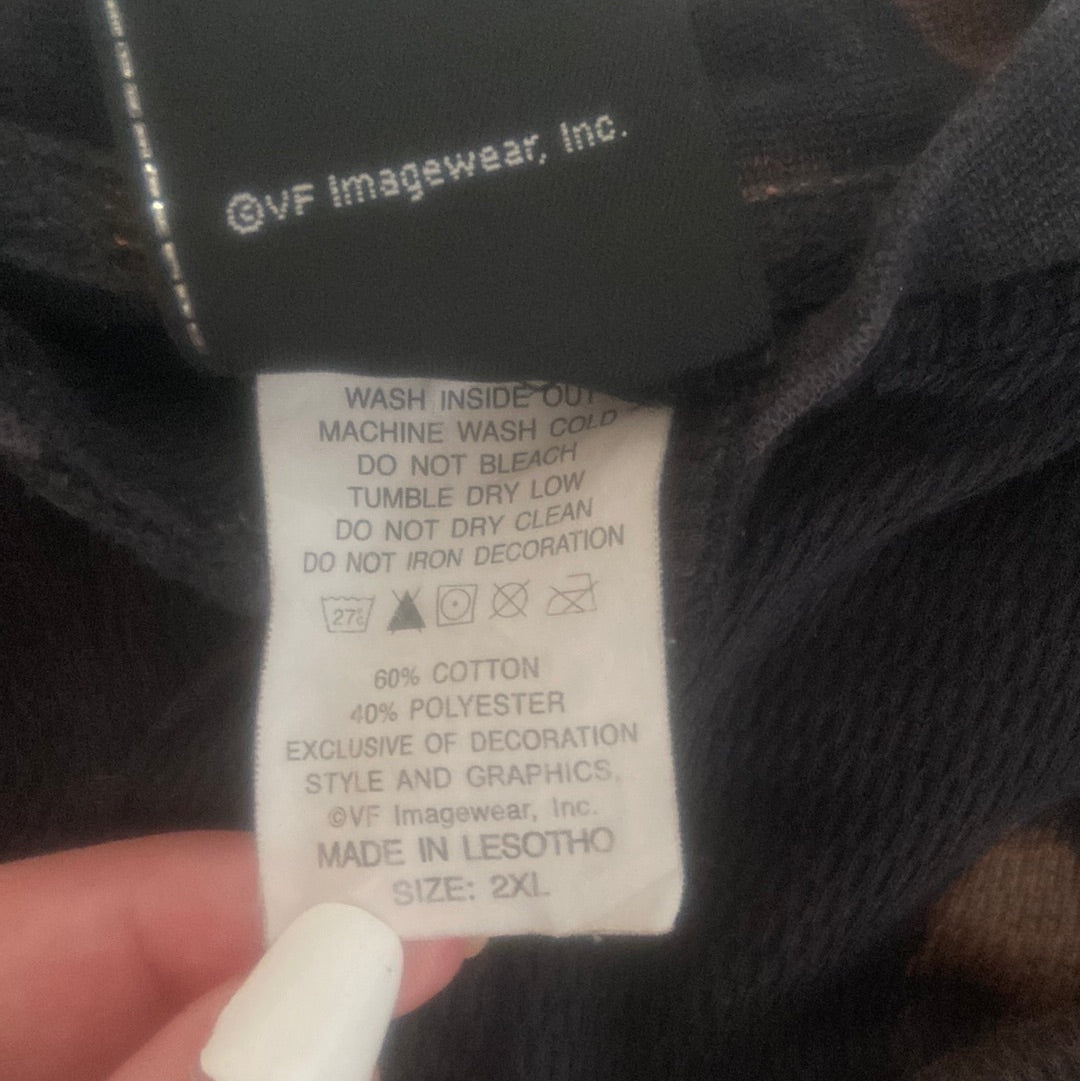 ©VF Imagewear, Inc.
WASH INSIDE OUT
MACHINE WASH COLD
DO NOT BLEACH
TUMBLE DRY LOW
DO NOT DRY CLEAN
DO NOT IRON DECORATION
27°C
60% COTTON
40% POLYESTER
EXCLUSIVE OF DECORATION
STYLE AND GRAPHICS,
©VF Imagewear, Inc.
MADE IN LESOTHO
SIZE: 2XL